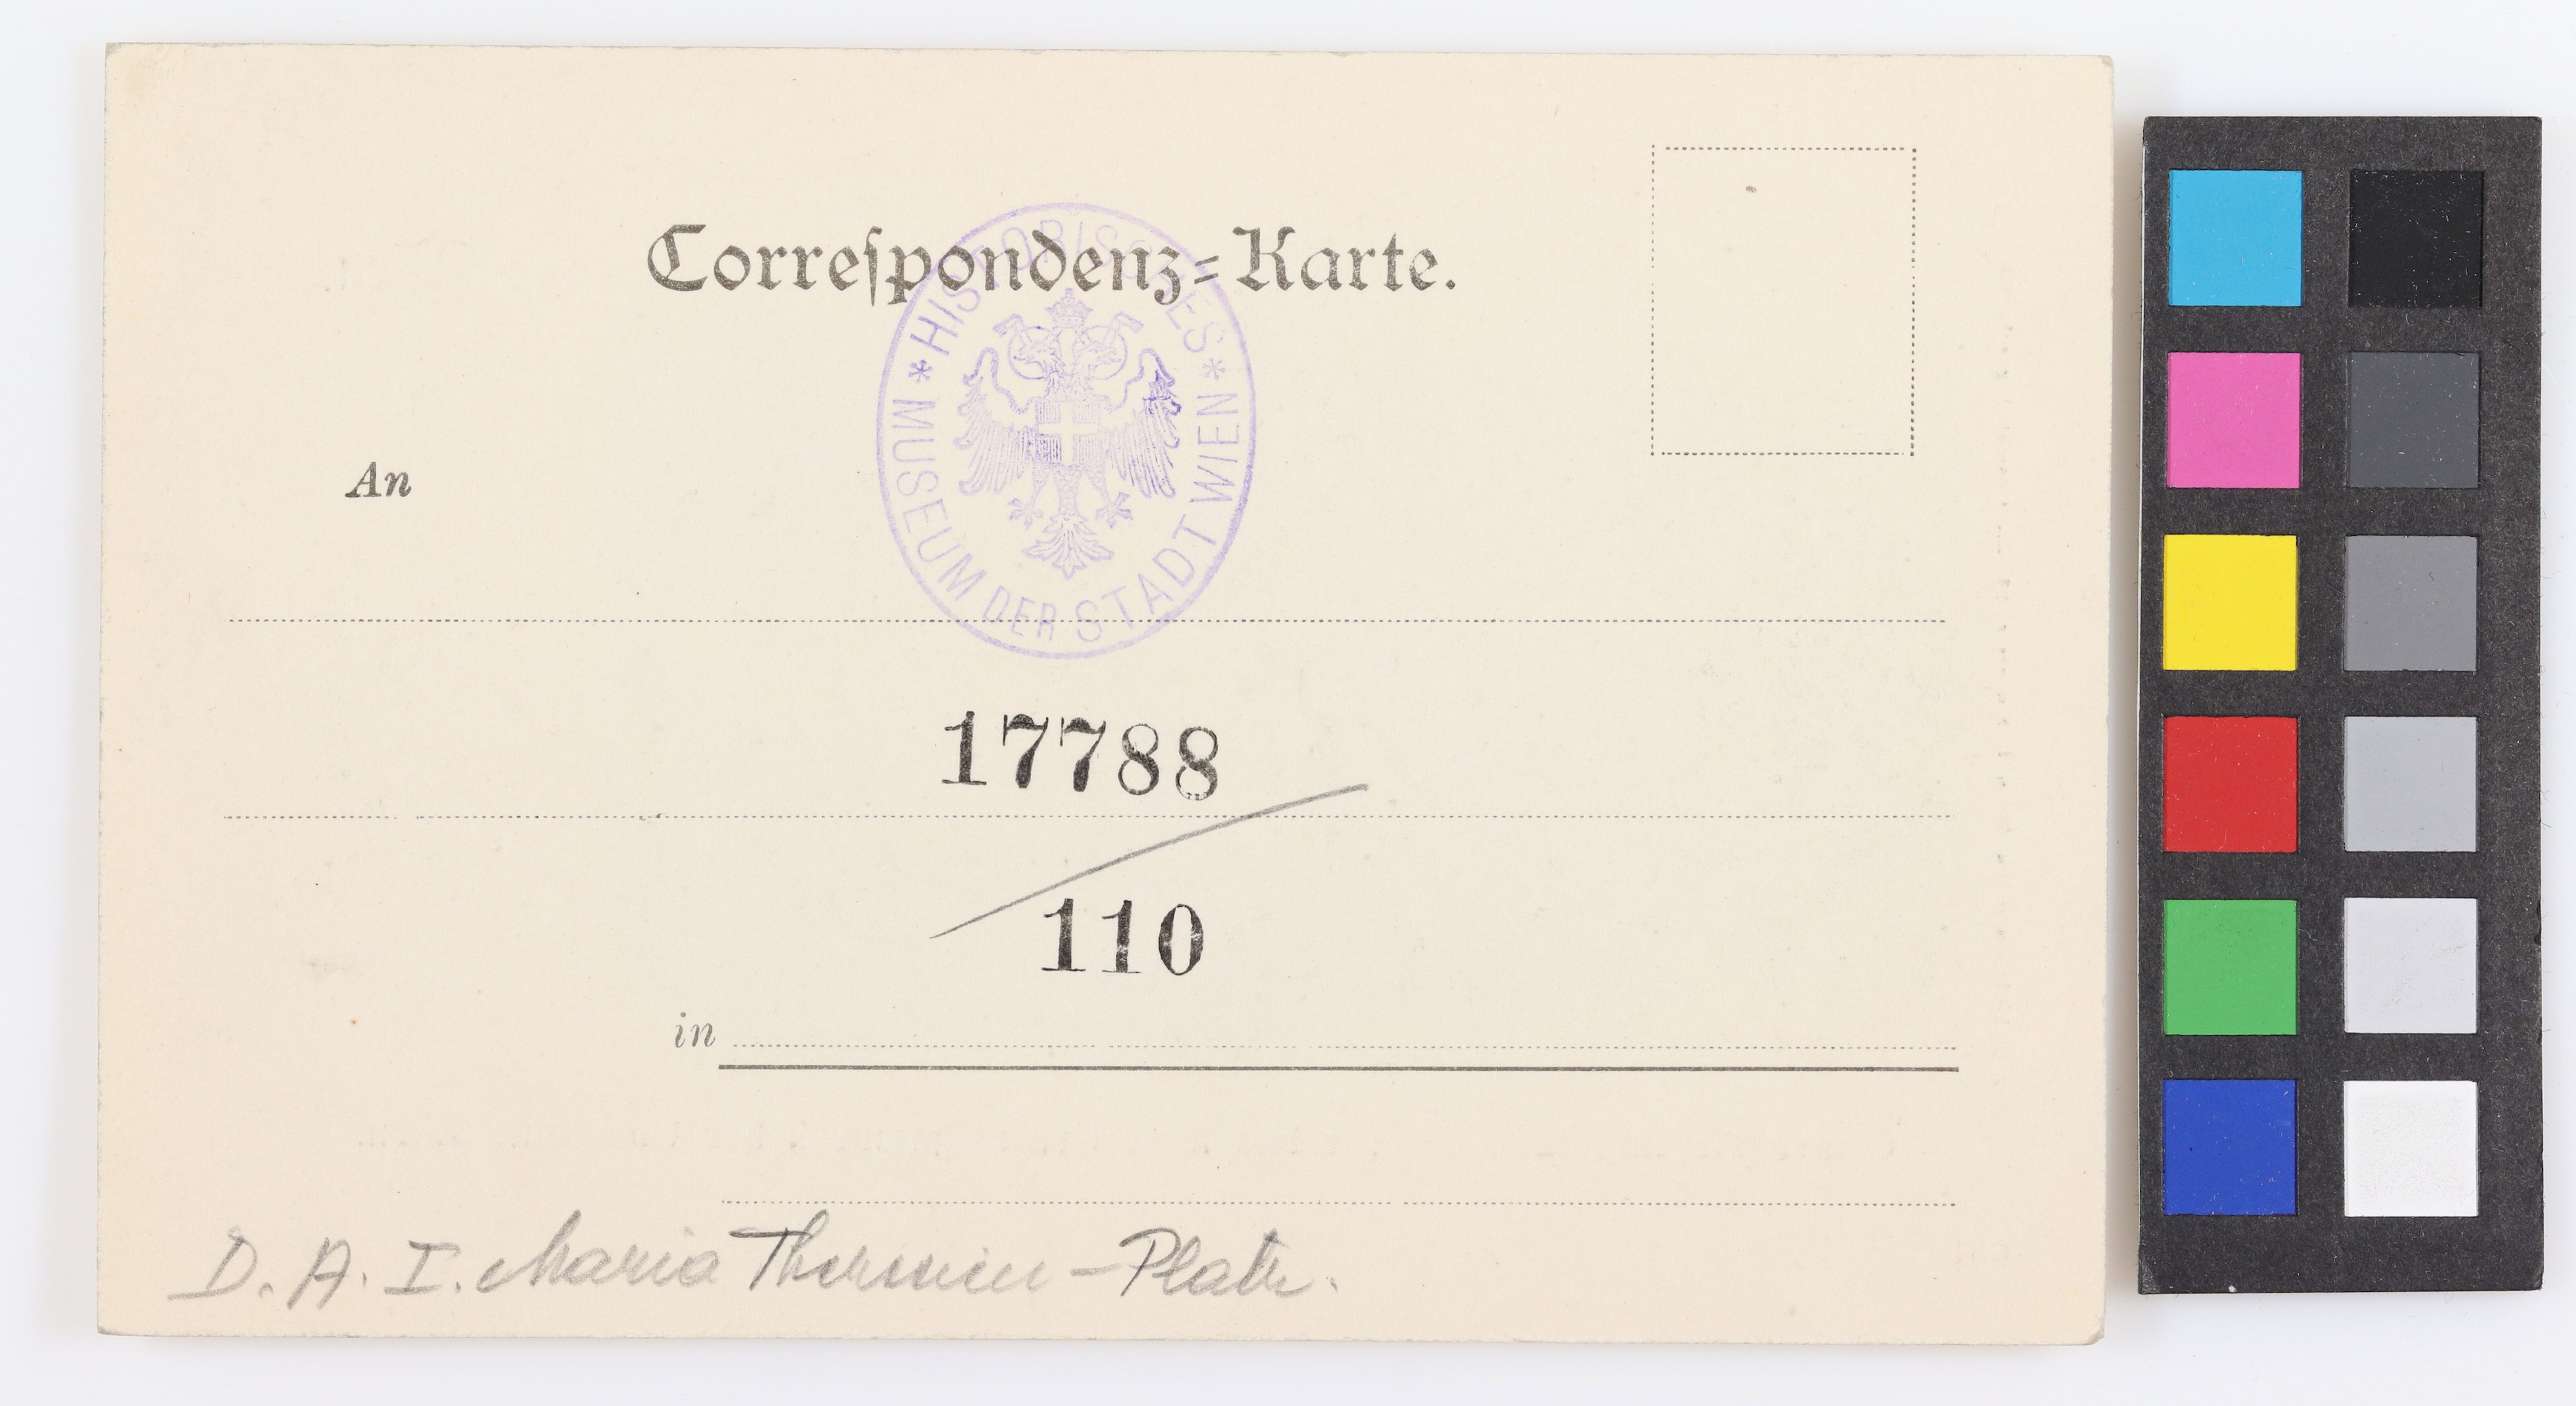 Correſpondenz=Karte.
* HISTORISCHES *
MUSEUM DER STADT WIEN
An
17788
110
in
D. A. I. Maria Theresien - Platz.